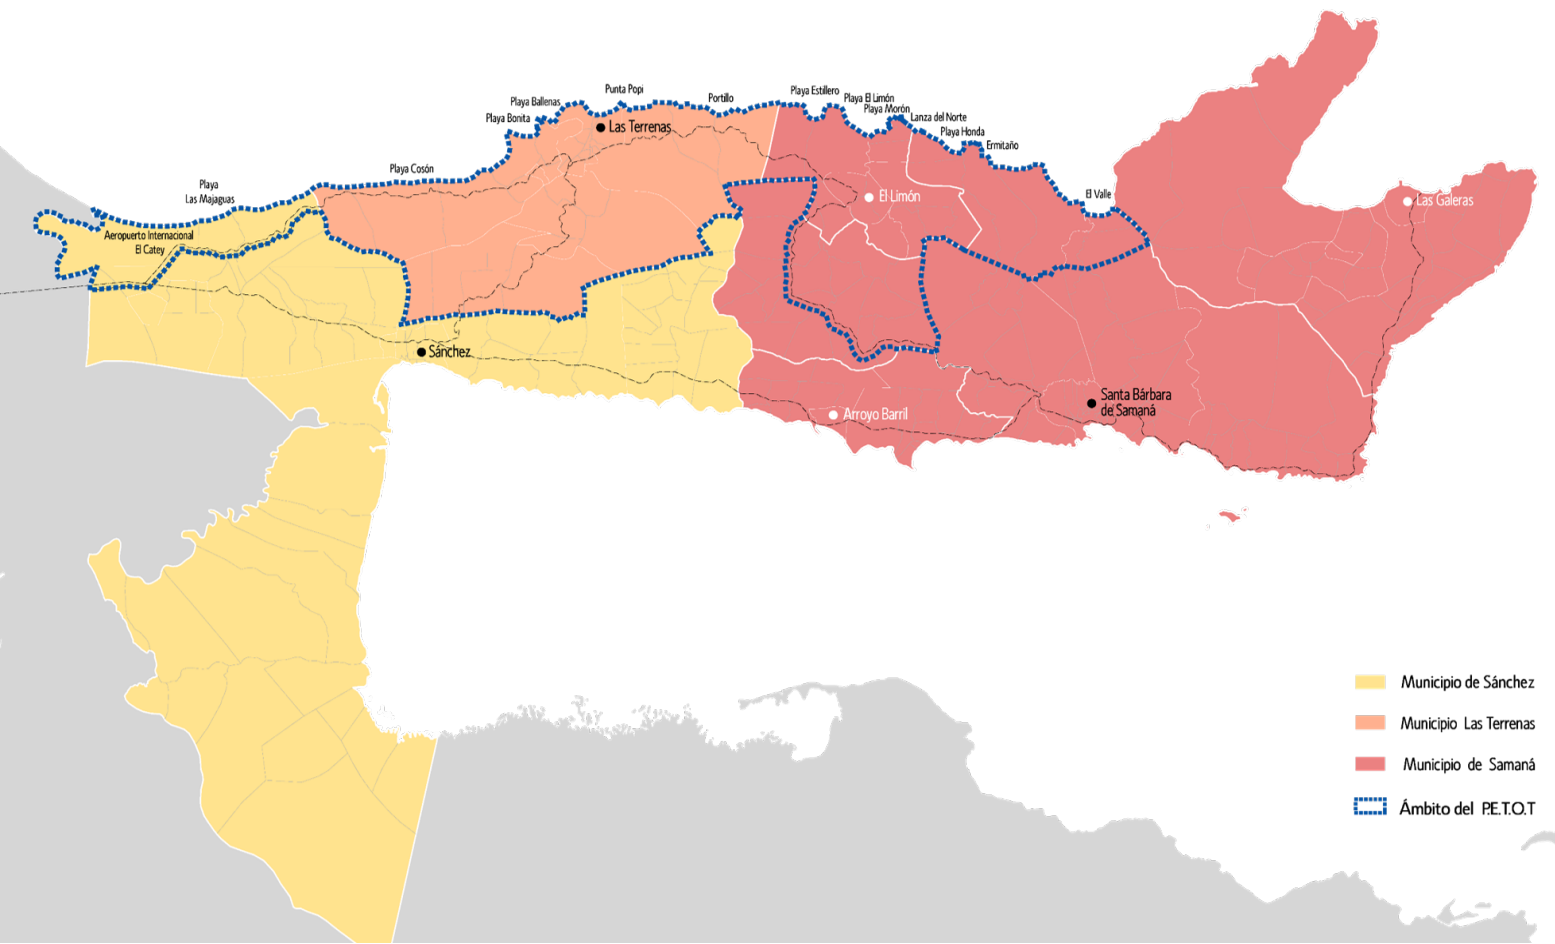 Punta Popi
Portillo
Playa Estillero
Playa Ballenas
Playa El Limón
Playa Morón
Playa Bonita
Lanza del Norte
Las Terrenas
Playa Honda
Ermitaño
Playa Cosón
Playa
Las Majaguas
El Valle
El Limón
Las Galeras
Aeropuerto Internacional
El Catey
Sánchez
Santa Bárbara
de Samaná
Arroyo Barril
Municipio de Sánchez
Municipio Las Terrenas
Municipio de Samaná
Ámbito del P.E.T.O.T